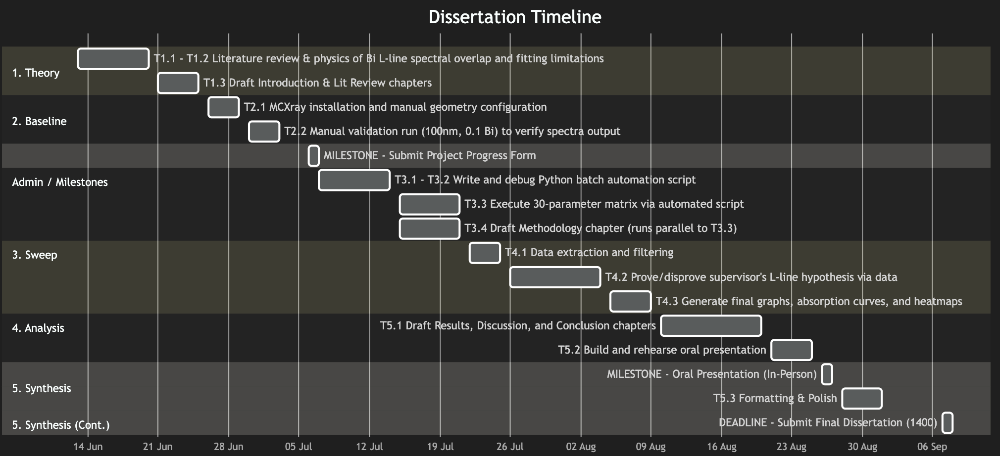 Dissertation Timeline
1. Theory
T1.1 - T1.2 Literature review & physics of Bi L-line spectral overlap and fitting limitations
T1.3 Draft Introduction & Lit Review chapters
2. Baseline
T2.1 MCXray installation and manual geometry configuration
T2.2 Manual validation run (100nm, 0.1 Bi) to verify spectra output
MILESTONE - Submit Project Progress Form
Admin / Milestones
T3.1 - T3.2 Write and debug Python batch automation script
T3.3 Execute 30-parameter matrix via automated script
T3.4 Draft Methodology chapter (runs parallel to T3.3)
3. Sweep
T4.1 Data extraction and filtering
T4.2 Prove/disprove supervisor's L-line hypothesis via data
T4.3 Generate final graphs, absorption curves, and heatmaps
4. Analysis
T5.1 Draft Results, Discussion, and Conclusion chapters
T5.2 Build and rehearse oral presentation
5. Synthesis
MILESTONE - Oral Presentation (In-Person)
T5.3 Formatting & Polish
5. Synthesis (Cont.)
DEADLINE - Submit Final Dissertation (1400)
14 Jun
21 Jun
28 Jun
05 Jul
12 Jul
19 Jul
26 Jul
02 Aug
09 Aug
16 Aug
23 Aug
30 Aug
06 Sep